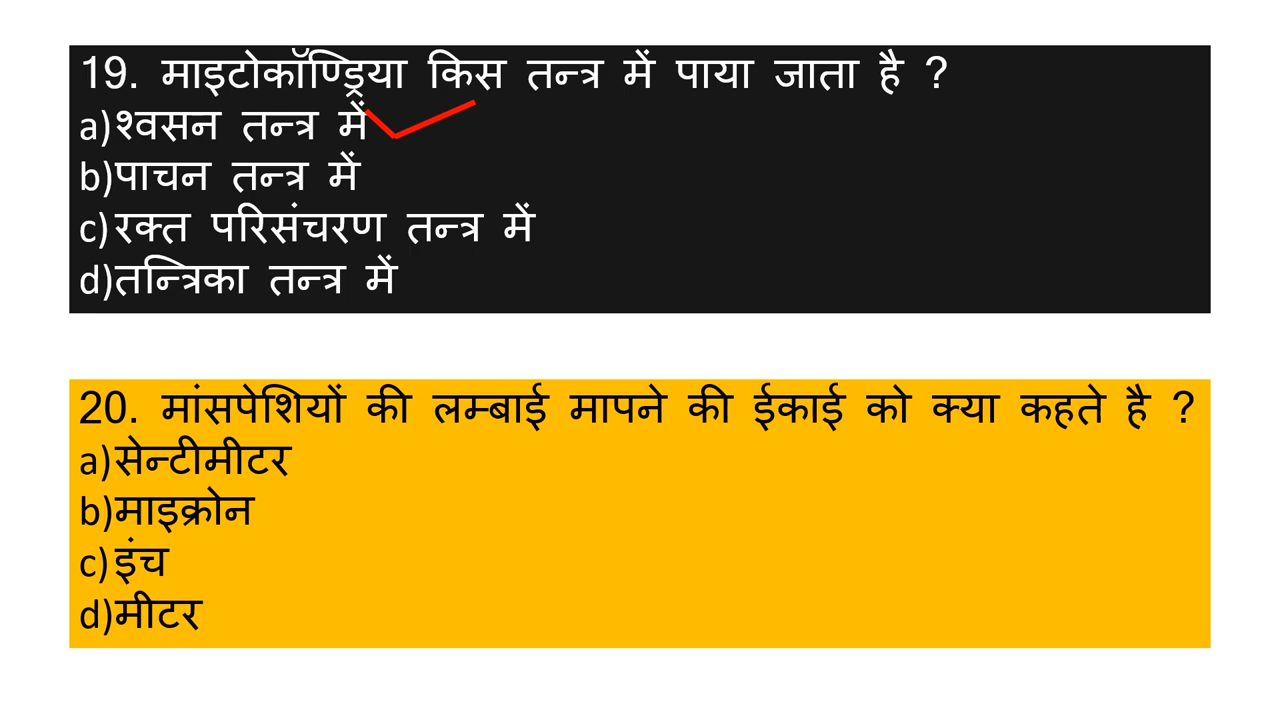 19. माइटोकॉण्ड्रिया किस तन्त्र में पाया जाता है ?
a)श्वसन तन्त्र में
b)पाचन तन्त्र में
c)रक्त परिसंचरण तन्त्र में
d)तन्त्रिका तन्त्र में
20. मांसपेशियों की लम्बाई मापने की ईकाई को क्या कहते है ?
a)सेन्टीमीटर
b)माइक्रोन
c)इंच
d)मीटर